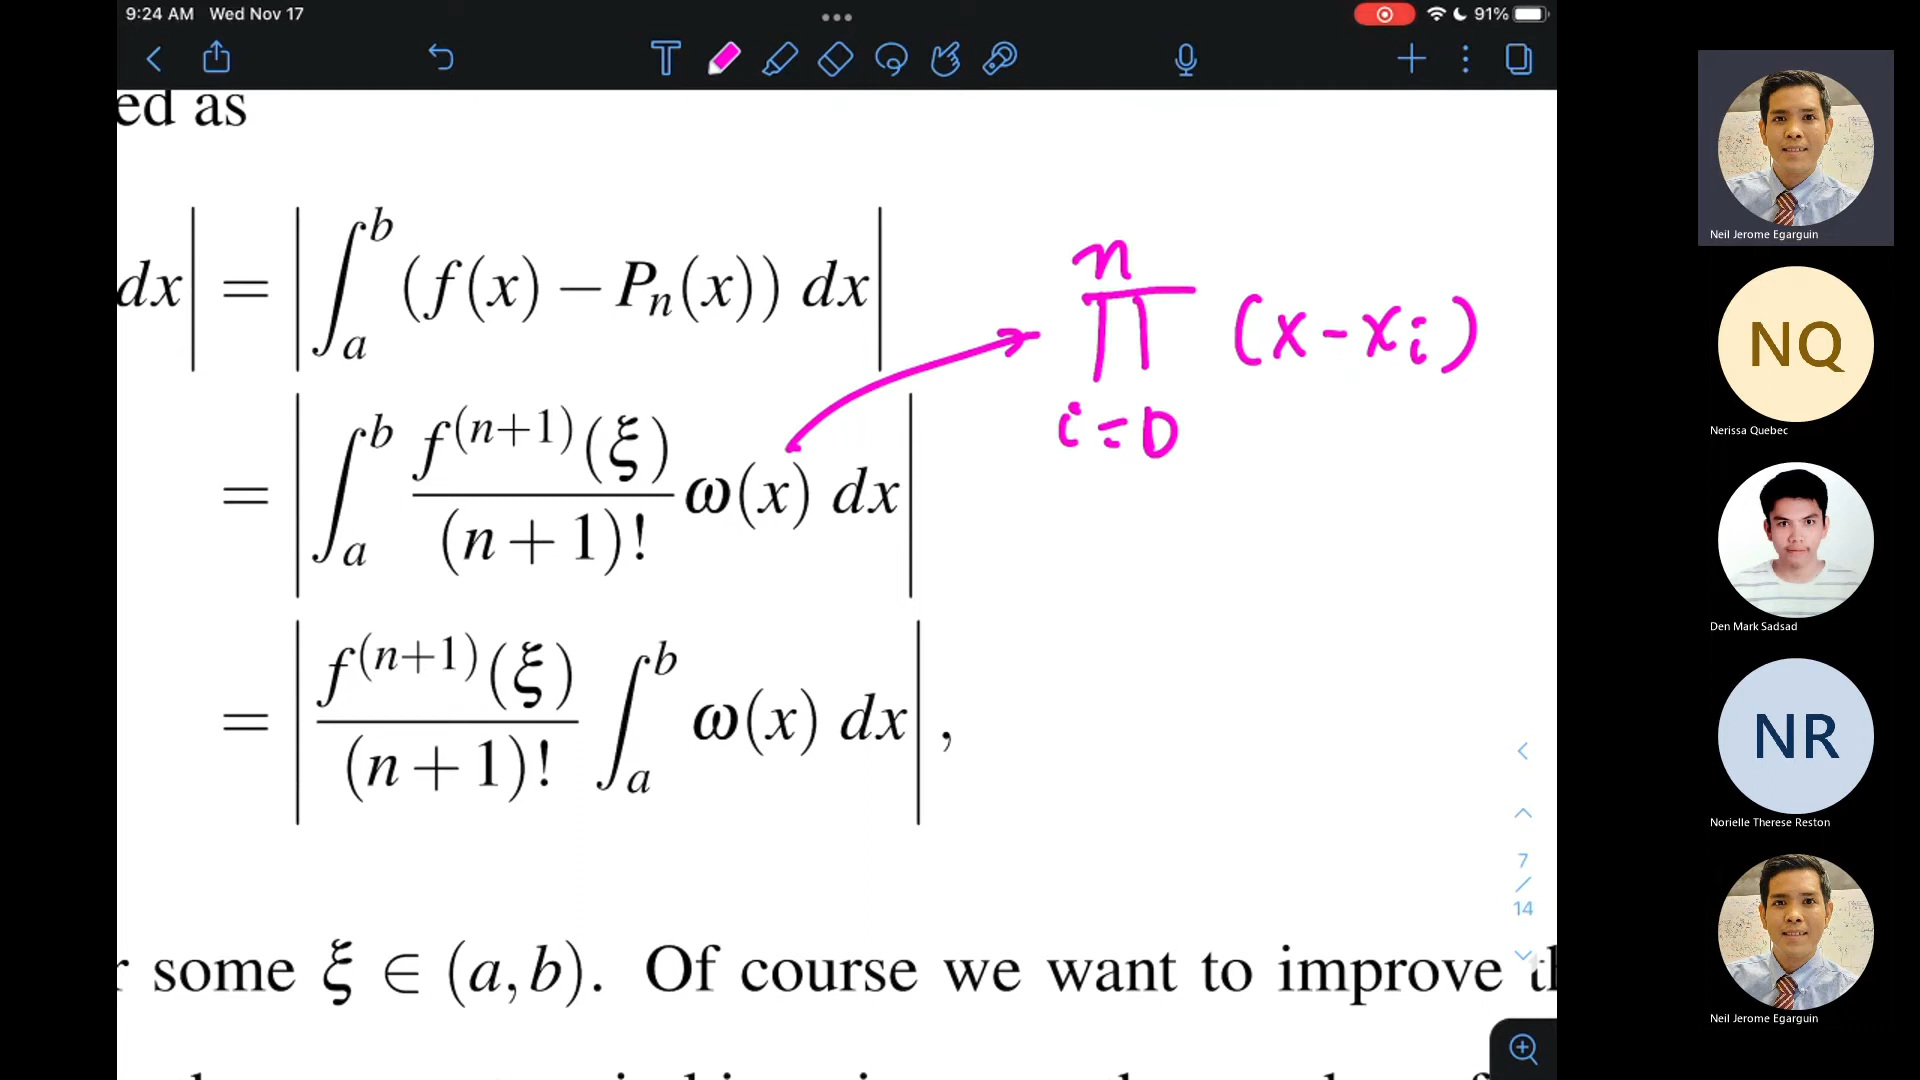 9:24 AM Wed Nov 17
91%
ed as
dx| = |∫_a^b (f(x) − P_n(x)) dx|
n
∏ (x-x_i)
i=0
= |∫_a^b f^(n+1)(ξ)/(n+1)! ω(x) dx|
= |f^(n+1)(ξ)/(n+1)! ∫_a^b ω(x) dx|,
r some ξ ∈ (a,b). Of course we want to improve th
7
/
14
Neil Jerome Egarguin
NQ
Nerissa Quebec
Den Mark Sadsad
NR
Norielle Therese Reston
Neil Jerome Egarguin